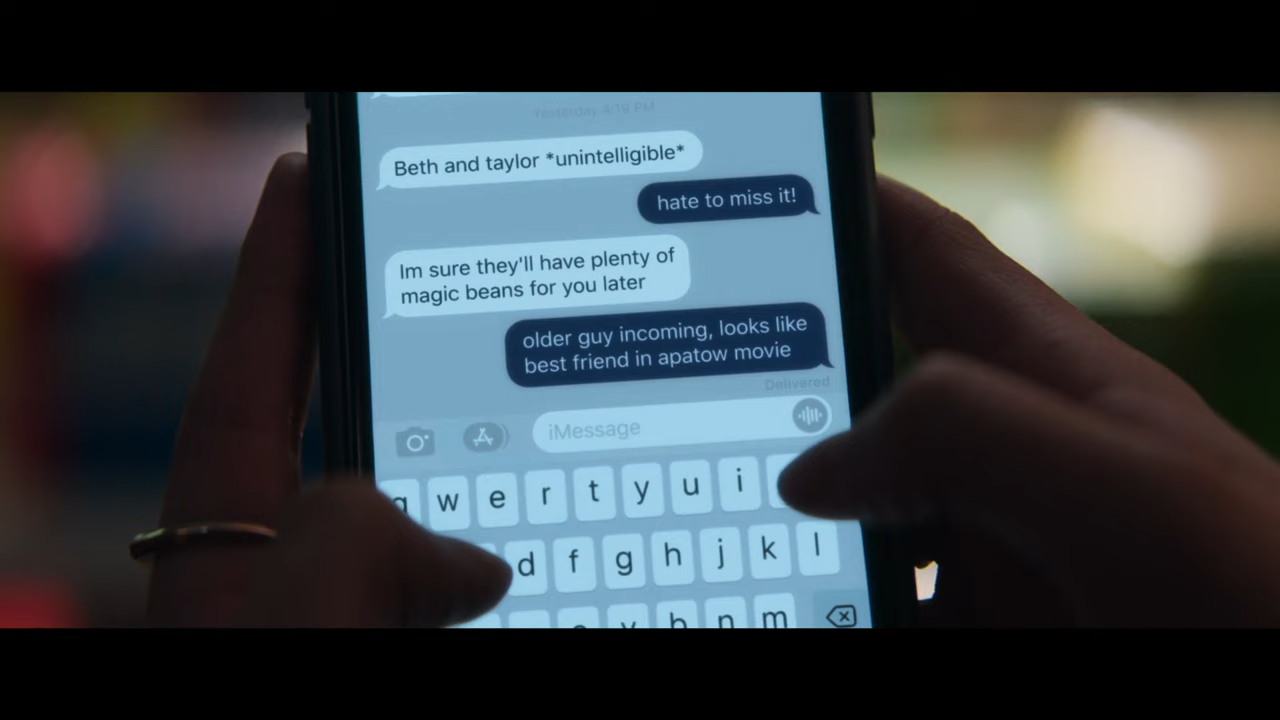 Yesterday 4:19 PM
Beth and taylor *unintelligible*
hate to miss it!
Im sure they'll have plenty of
magic beans for you later
older guy incoming, looks like
best friend in apatow movie
Delivered
iMessage
q w e r t y u i
d f g h j k l
v b n m